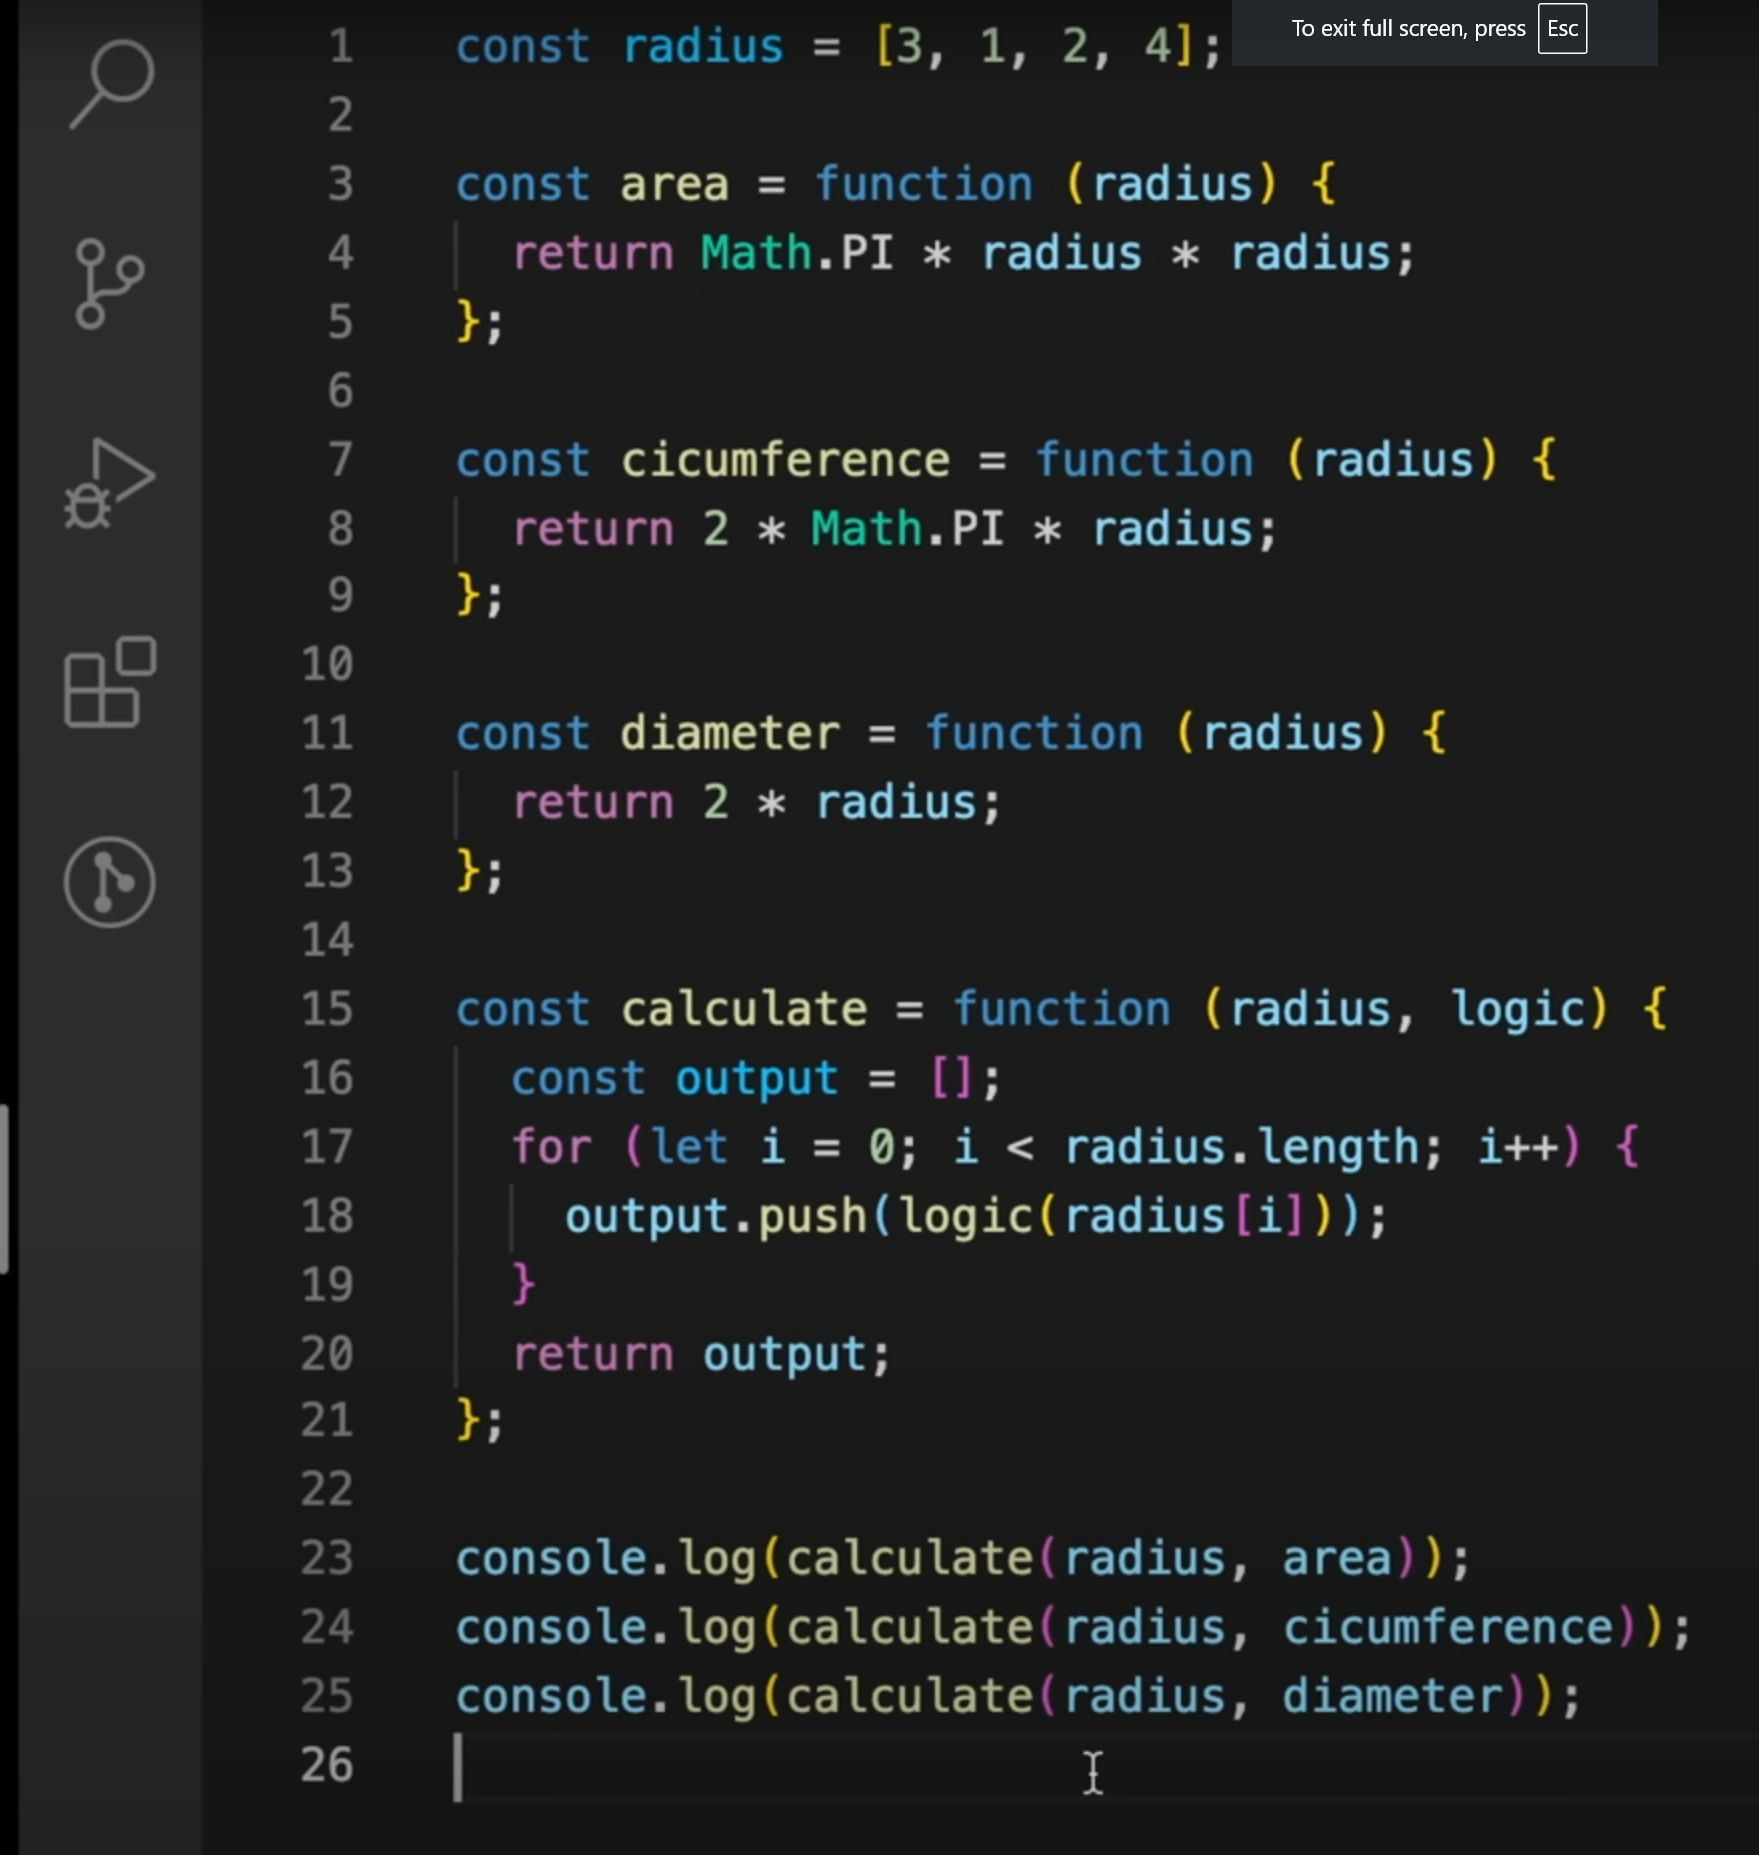 To exit full screen, press Esc
1 const radius = [3, 1, 2, 4];
2
3 const area = function (radius) {
4   return Math.PI * radius * radius;
5 };
6
7 const cicumference = function (radius) {
8   return 2 * Math.PI * radius;
9 };
10
11 const diameter = function (radius) {
12   return 2 * radius;
13 };
14
15 const calculate = function (radius, logic) {
16   const output = [];
17   for (let i = 0; i < radius.length; i++) {
18     output.push(logic(radius[i]));
19   }
20   return output;
21 };
22
23 console.log(calculate(radius, area));
24 console.log(calculate(radius, cicumference));
25 console.log(calculate(radius, diameter));
26